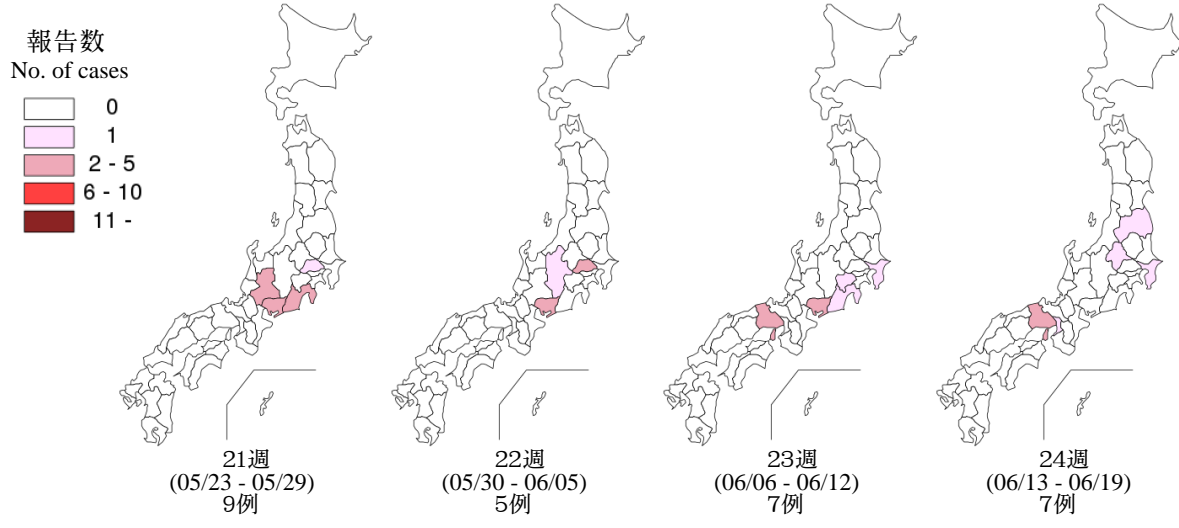 報告数
No. of cases
0
1
2 - 5
6 - 10
11 -
21週
(05/23 - 05/29)
9例
22週
(05/30 - 06/05)
5例
23週
(06/06 - 06/12)
7例
24週
(06/13 - 06/19)
7例